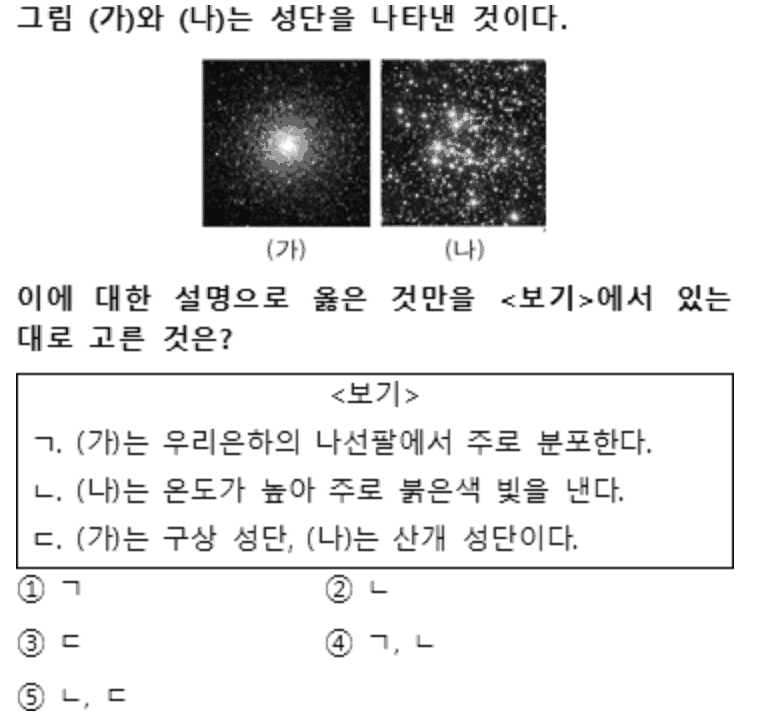 그림 (가)와 (나)는 성단을 나타낸 것이다.
(가) (나)
이에 대한 설명으로 옳은 것만을 <보기>에서 있는
대로 고른 것은?
<보기>
ㄱ. (가)는 우리은하의 나선팔에서 주로 분포한다.
ㄴ. (나)는 온도가 높아 주로 붉은색 빛을 낸다.
ㄷ. (가)는 구상 성단, (나)는 산개 성단이다.
① ㄱ ② ㄴ
③ ㄷ ④ ㄱ, ㄴ
⑤ ㄴ, ㄷ